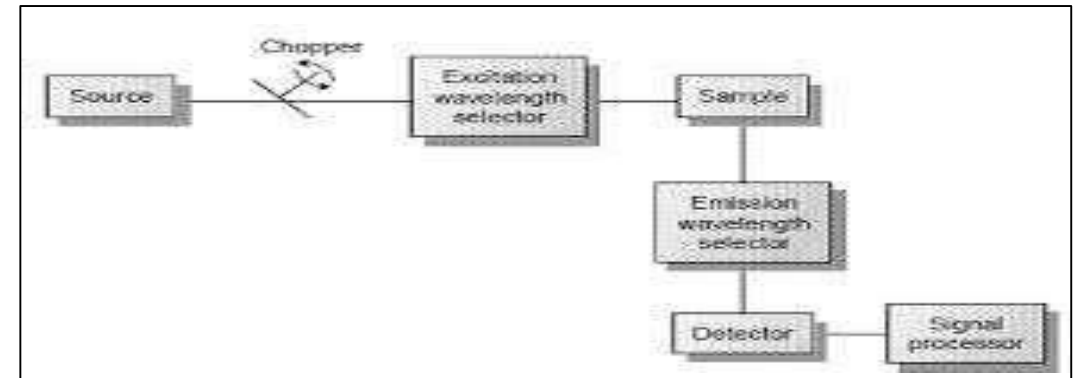 Chopper
Source
Excitation
wavelength
selector
Sample
Emission
wavelength
selector
Detector
Signal
processor